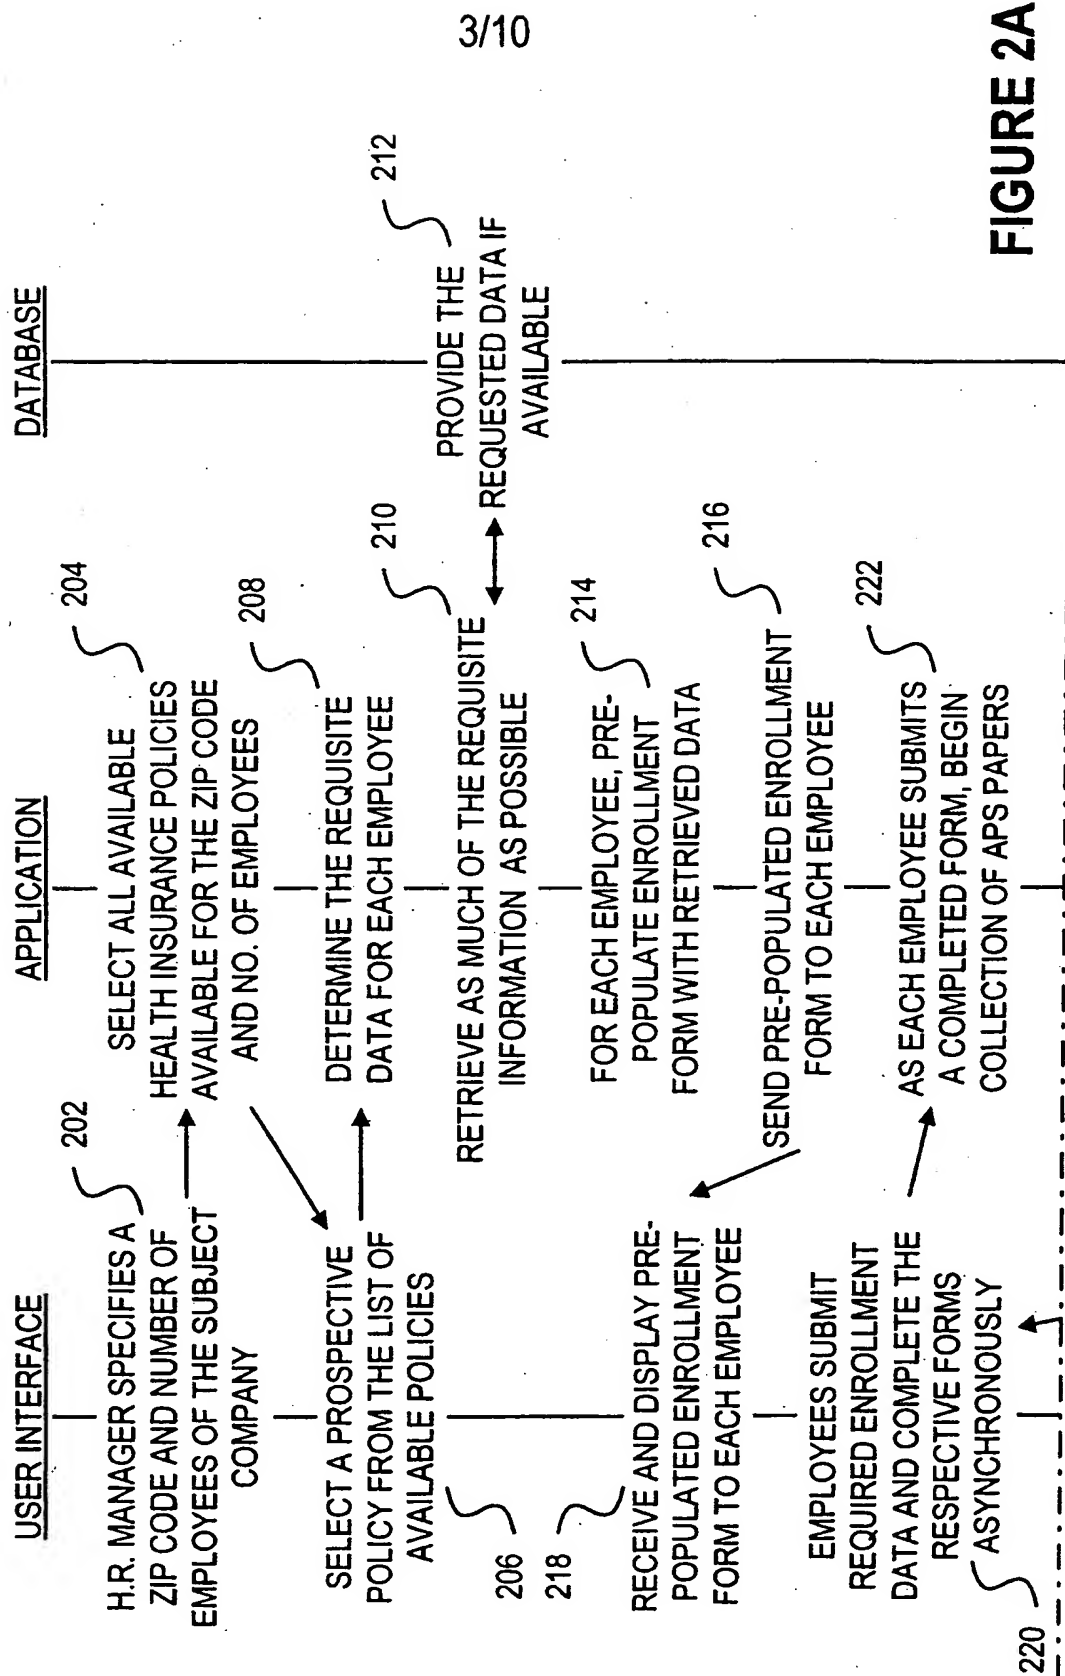 3/10
USER INTERFACE
APPLICATION
DATABASE
H.R. MANAGER SPECIFIES A
ZIP CODE AND NUMBER OF
EMPLOYEES OF THE SUBJECT
COMPANY
202
SELECT ALL AVAILABLE
HEALTH INSURANCE POLICIES
AVAILABLE FOR THE ZIP CODE
AND NO. OF EMPLOYEES
204
SELECT A PROSPECTIVE
POLICY FROM THE LIST OF
AVAILABLE POLICIES
206
DETERMINE THE REQUISITE
DATA FOR EACH EMPLOYEE
208
RETRIEVE AS MUCH OF THE REQUISITE
INFORMATION AS POSSIBLE
210
PROVIDE THE
REQUESTED DATA IF
AVAILABLE
212
FOR EACH EMPLOYEE, PRE-
POPULATE ENROLLMENT
FORM WITH RETRIEVED DATA
214
SEND PRE-POPULATED ENROLLMENT
FORM TO EACH EMPLOYEE
216
218
RECEIVE AND DISPLAY PRE-
POPULATED ENROLLMENT
FORM TO EACH EMPLOYEE
EMPLOYEES SUBMIT
REQUIRED ENROLLMENT
DATA AND COMPLETE THE
RESPECTIVE FORMS
ASYNCHRONOUSLY
220
AS EACH EMPLOYEE SUBMITS
A COMPLETED FORM, BEGIN
COLLECTION OF APS PAPERS
222
FIGURE 2A